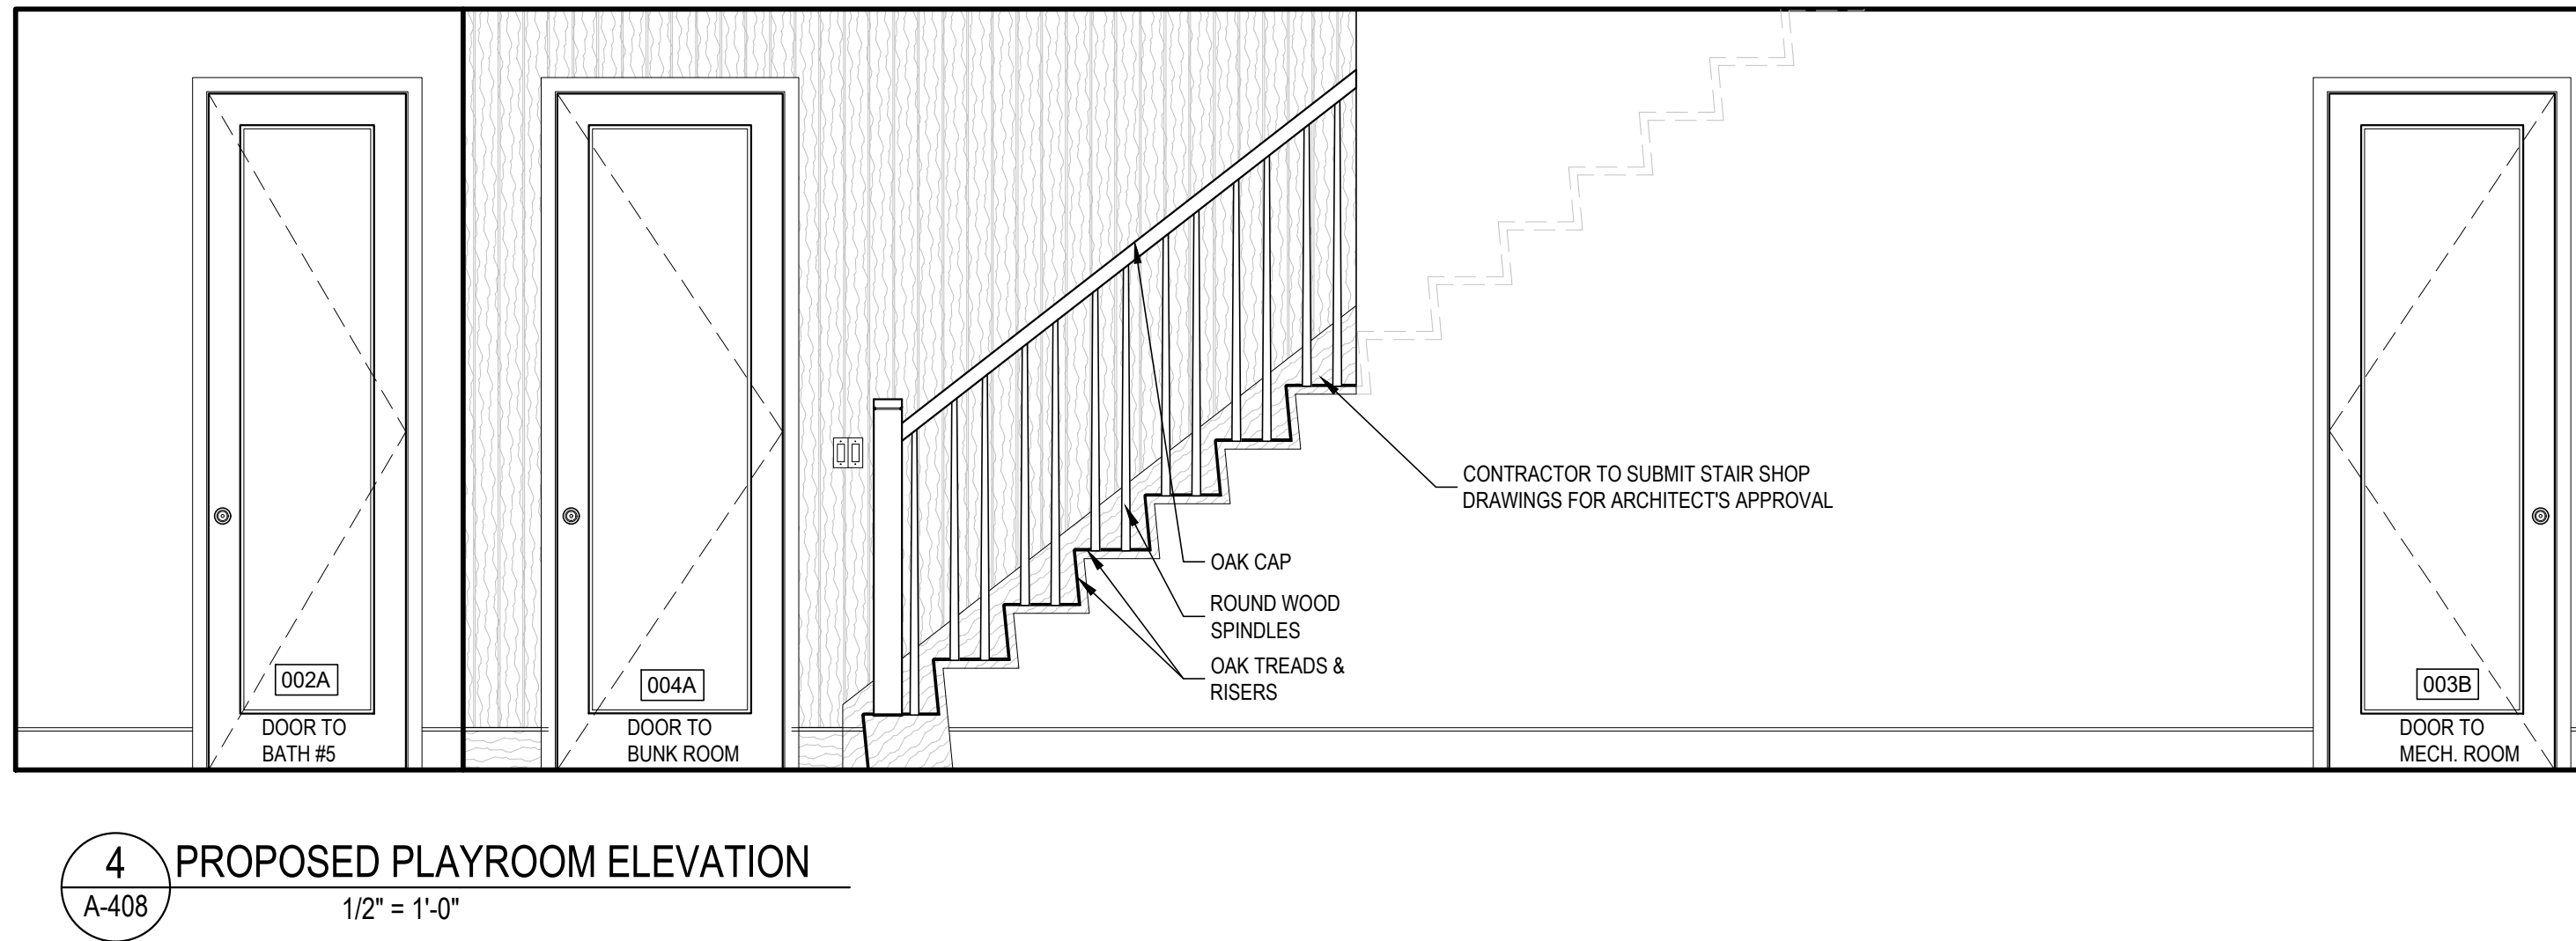 CONTRACTOR TO SUBMIT STAIR SHOP
DRAWINGS FOR ARCHITECT'S APPROVAL
OAK CAP
ROUND WOOD
SPINDLES
OAK TREADS &
RISERS
002A
DOOR TO
BATH #5
004A
DOOR TO
BUNK ROOM
003B
DOOR TO
MECH. ROOM
4
A-408
PROPOSED PLAYROOM ELEVATION
1/2" = 1'-0"